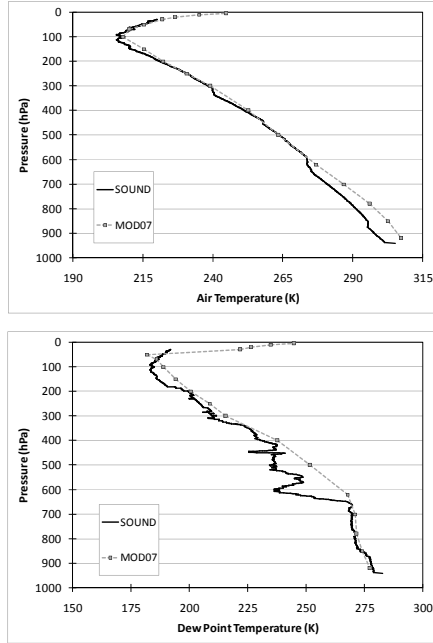 0
100
200
300
400
500
600
700
800
900
1000
Pressure (hPa)
SOUND
MOD07
190 215 240 265 290 315
Air Temperature (K)
0
100
200
300
400
500
600
700
800
900
1000
Pressure (hPa)
SOUND
MOD07
150 175 200 225 250 275 300
Dew Point Temperature (K)